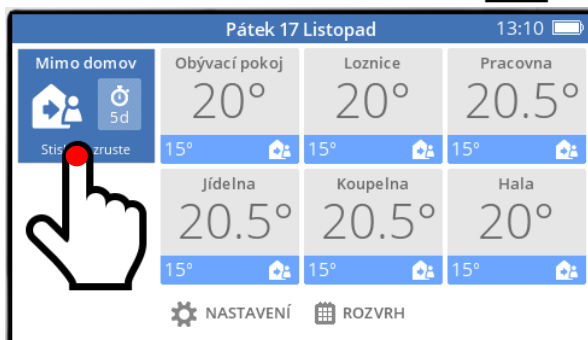 Pátek 17 Listopad 13:10
Mimo domov
5d
zruste
Obývací pokoj
20°
15°
Loznice
20°
15°
Pracovna
20.5°
15°
Jídelna
20.5°
15°
Koupelna
20.5°
15°
Hala
20°
15°
NASTAVENÍ ROZVRH